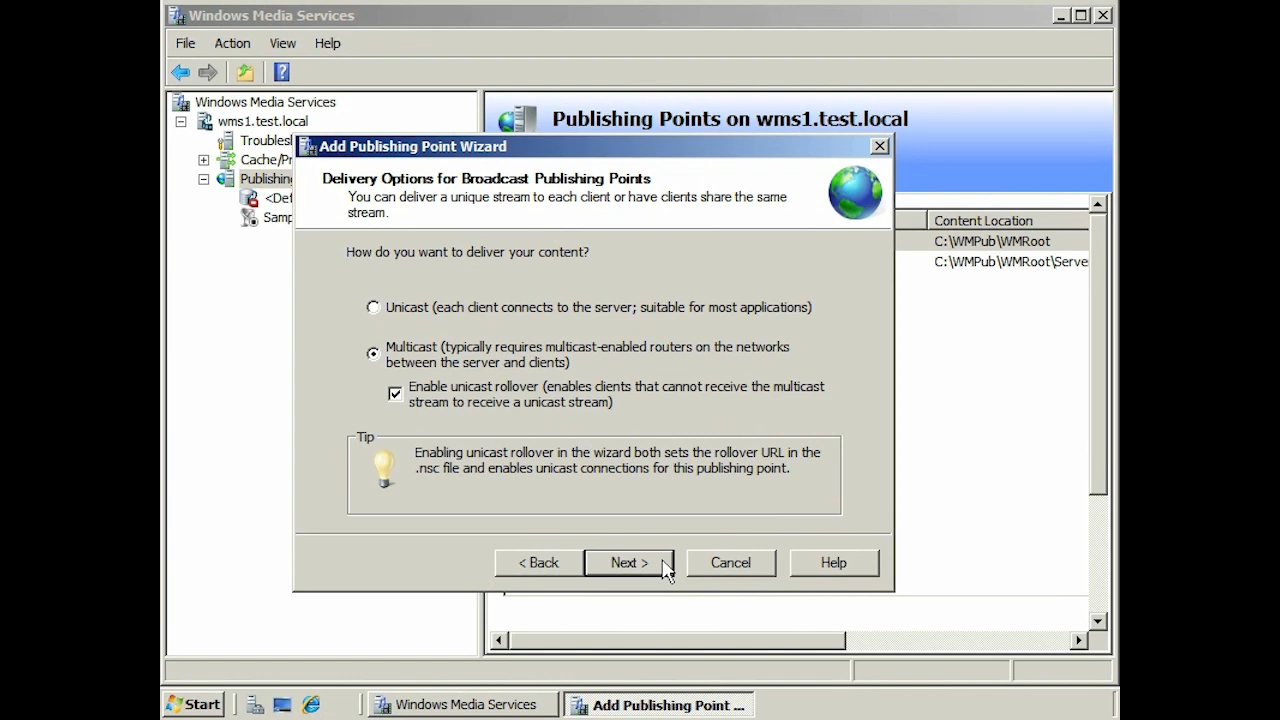 Windows Media Services
File Action View Help
Windows Media Services
wms1.test.local
Troubles
Cache/Pr
Publishing
<Def
Samp
Publishing Points on wms1.test.local
Content Location
C:\WMPub\WMRoot
C:\WMPub\WMRoot\Serve
Add Publishing Point Wizard
Delivery Options for Broadcast Publishing Points
You can deliver a unique stream to each client or have clients share the same
stream.
How do you want to deliver your content?
Unicast (each client connects to the server; suitable for most applications)
Multicast (typically requires multicast-enabled routers on the networks
between the server and clients)
Enable unicast rollover (enables clients that cannot receive the multicast
stream to receive a unicast stream)
Tip
Enabling unicast rollover in the wizard both sets the rollover URL in the
.nsc file and enables unicast connections for this publishing point.
< Back Next > Cancel Help
Start Windows Media Services Add Publishing Point ...